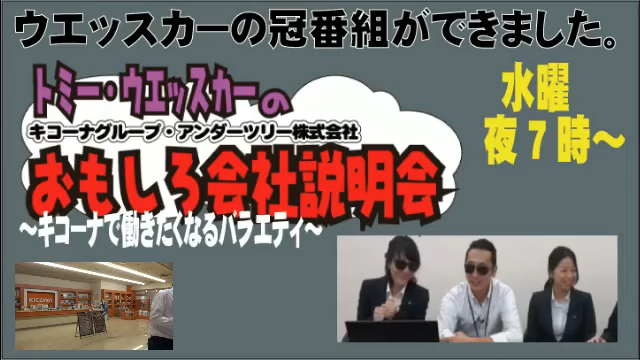 ウエッスカーの冠番組ができました。
トミー・ウエッスカーの
キコーナグループ・アンダーツリー株式会社
おもしろ会社説明会
～キコーナで働きたくなるバラエティ～
水曜
夜７時～
KICONA